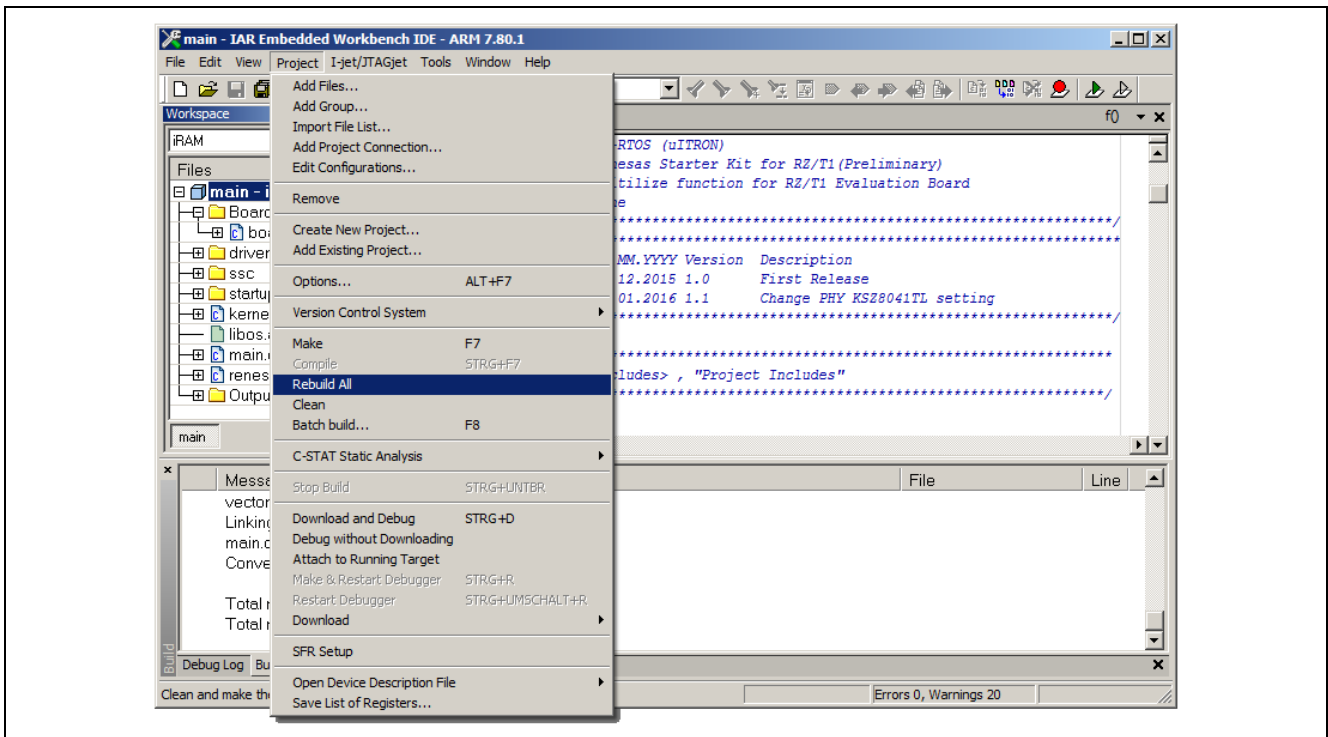 main - IAR Embedded Workbench IDE - ARM 7.80.1
File Edit View Project I-jet/JTAGjet Tools Window Help
Workspace
iRAM
Files
main - i
Board
boa
driver
ssc
startu
kerne
libos.a
main.c
renes
Outpu
main
Add Files...
Add Group...
Import File List...
Add Project Connection...
Edit Configurations...
Remove
Create New Project...
Add Existing Project...
Options... ALT+F7
Version Control System
Make F7
Compile STRG+F7
Rebuild All
Clean
Batch build... F8
C-STAT Static Analysis
Stop Build STRG+UNTBR
Download and Debug STRG+D
Debug without Downloading
Attach to Running Target
Make & Restart Debugger STRG+R
Restart Debugger STRG+UMSCHALT+R
Download
SFR Setup
Open Device Description File
Save List of Registers...
f()
RTOS (uITRON)
esas Starter Kit for RZ/T1(Preliminary)
tilize function for RZ/T1 Evaluation Board
ne
******************************************************************/
*******************************************************************
MM.YYYY Version Description
12.2015 1.0 First Release
01.2016 1.1 Change PHY KSZ8041TL setting
******************************************************************/
******************************************************************
ludes> , "Project Includes"
*****************************************************************/
Messa File Line
vector
Linking
main.o
Conve
Total n
Total n
Build
Debug Log Bu
Clean and make the
Errors 0, Warnings 20